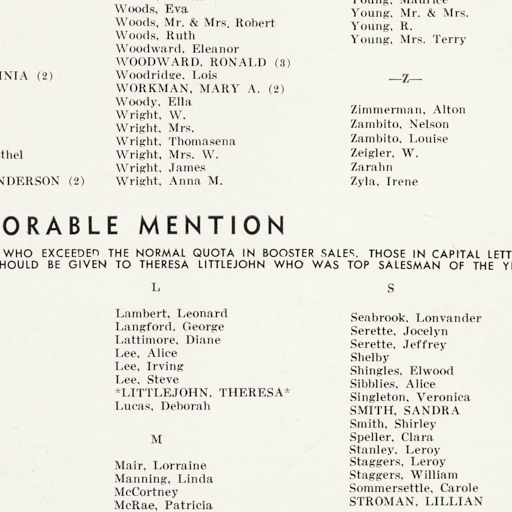 Woods, Eva
Woods, Mr. & Mrs. Robert
Woods, Ruth
Woodward, Eleanor
WOODWARD, RONALD (3)
(2)
Woodridge, Lois
WORKMAN, MARY A. (2)
Woody, Ella
Wright, W.
Wright, Mrs.
Wright, Thomasena
thel
Wright, Mrs. W.
Wright, James
NDERSON (2)
Wright, Anna M.
Young, Maurice
Young, Mr. & Mrs.
Young, R.
Young, Mrs. Terry
—Z—
Zimmerman, Alton
Zambito, Nelson
Zambito, Louise
Zeigler, W.
Zarahn
Zyla, Irene
ORABLE MENTION
WHO EXCEEDED THE NORMAL QUOTA IN BOOSTER SALES. THOSE IN CAPITAL LETT
HOULD BE GIVEN TO THERESA LITTLEJOHN WHO WAS TOP SALESMAN OF THE Y
L
Lambert, Leonard
Langford, George
Lattimore, Diane
Lee, Alice
Lee, Irving
Lee, Steve
*LITTLEJOHN, THERESA*
Lucas, Deborah
M
Mair, Lorraine
Manning, Linda
McCortney
McRae, Patricia
S
Seabrook, Lonvander
Serette, Jocelyn
Serette, Jeffrey
Shelby
Shingles, Elwood
Sibblies, Alice
Singleton, Veronica
SMITH, SANDRA
Smith, Shirley
Speller, Clara
Stanley, Leroy
Staggers, Leroy
Staggers, William
Sommersettle, Carole
STROMAN, LILLIAN